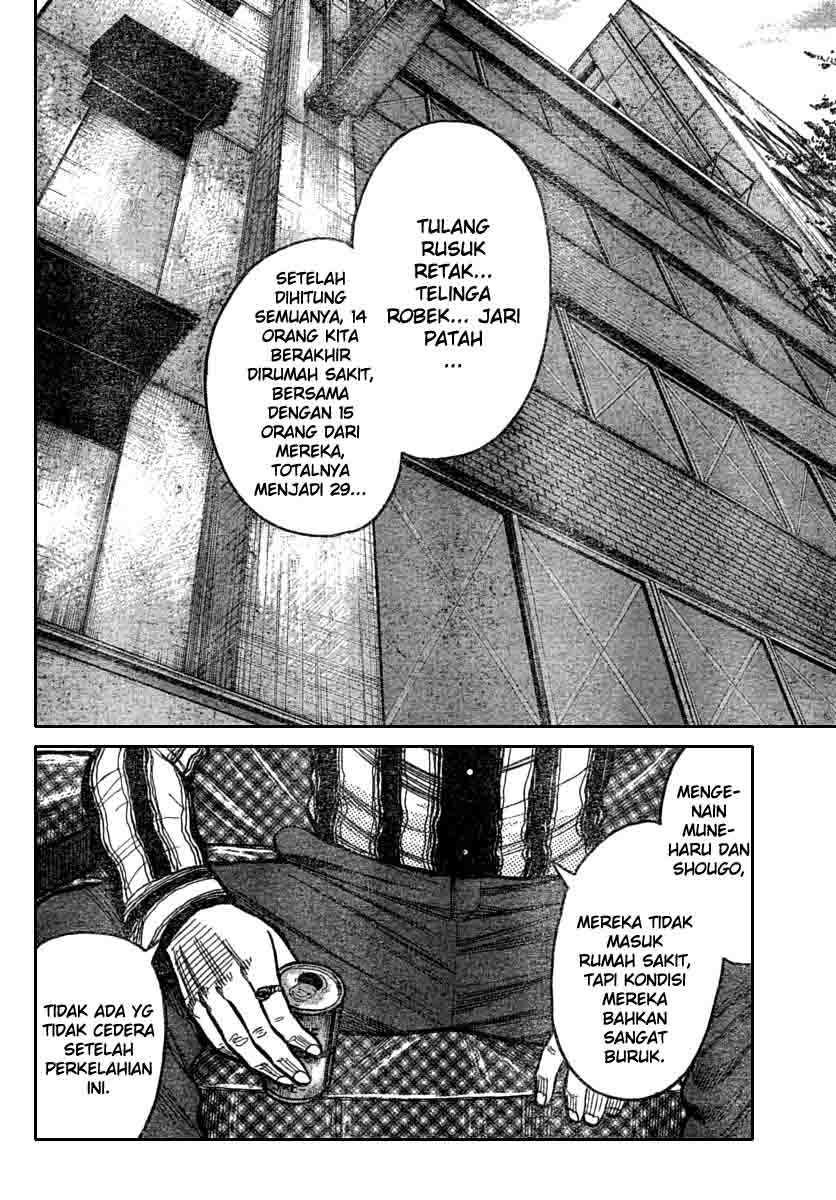 TULANG
RUSUK
RETAK...
TELINGA
ROBEK... JARI
PATAH
...
SETELAH
DIHITUNG
SEMUANYA, 14
ORANG KITA
BERAKHIR
DIRUMAH SAKIT,
BERSAMA
DENGAN 15
ORANG DARI
MEREKA,
TOTALNYA
MENJADI 29...
MENGE-
NAIN
MUNE-
HARU DAN
SHOUGO,
MEREKA TIDAK
MASUK
RUMAH SAKIT,
TAPI KONDISI
MEREKA
BAHKAN
SANGAT
BURUK.
TIDAK ADA YG
TIDAK CEDERA
SETELAH
PERKELAHIAN
INI.